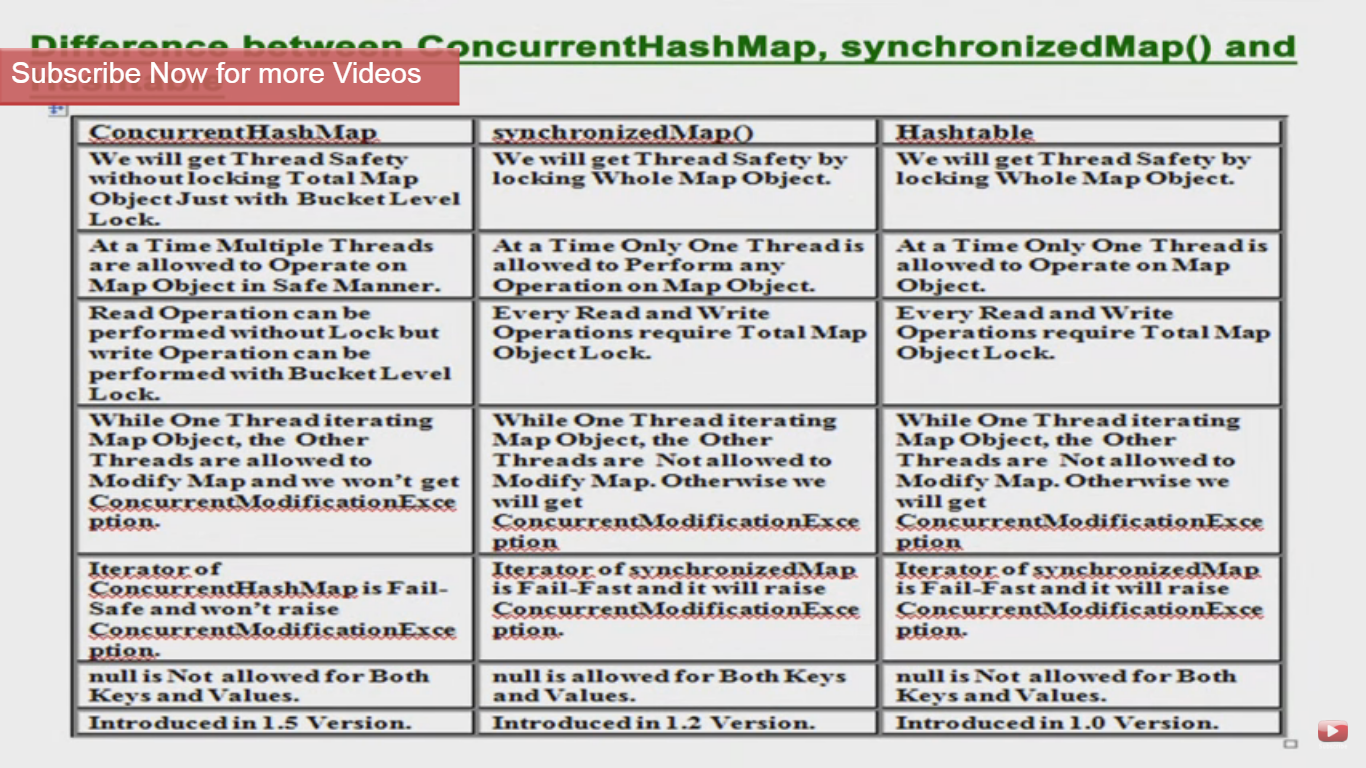 Difference between ConcurrentHashMap, synchronizedMap() and
Subscribe Now for more Videos
Hashtable
ConcurrentHashMap
synchronizedMap()
Hashtable
We will get Thread Safety
without locking Total Map
Object Just with Bucket Level
Lock.
We will get Thread Safety by
locking Whole Map Object.
We will get Thread Safety by
locking Whole Map Object.
At a Time Multiple Threads
are allowed to Operate on
Map Object in Safe Manner.
At a Time Only One Thread is
allowed to Perform any
Operation on Map Object.
At a Time Only One Thread is
allowed to Operate on Map
Object.
Read Operation can be
performed without Lock but
write Operation can be
performed with Bucket Level
Lock.
Every Read and Write
Operations require Total Map
Object Lock.
Every Read and Write
Operations require Total Map
Object Lock.
While One Thread iterating
Map Object, the Other
Threads are allowed to
Modify Map and we won't get
ConcurrentModificationExce
ption.
While One Thread iterating
Map Object, the Other
Threads are Not allowed to
Modify Map. Otherwise we
will get
ConcurrentModificationExce
ption
While One Thread iterating
Map Object, the Other
Threads are Not allowed to
Modify Map. Otherwise we
will get
ConcurrentModificationExce
ption
Iterator of
ConcurrentHashMap is Fail-
Safe and won't raise
ConcurrentModificationExce
ption.
Iterator of synchronizedMap
is Fail-Fast and it will raise
ConcurrentModificationExce
ption.
Iterator of synchronizedMap
is Fail-Fast and it will raise
ConcurrentModificationExce
ption.
null is Not allowed for Both
Keys and Values.
null is allowed for Both Keys
and Values.
null is Not allowed for Both
Keys and Values.
Introduced in 1.5 Version.
Introduced in 1.2 Version.
Introduced in 1.0 Version.